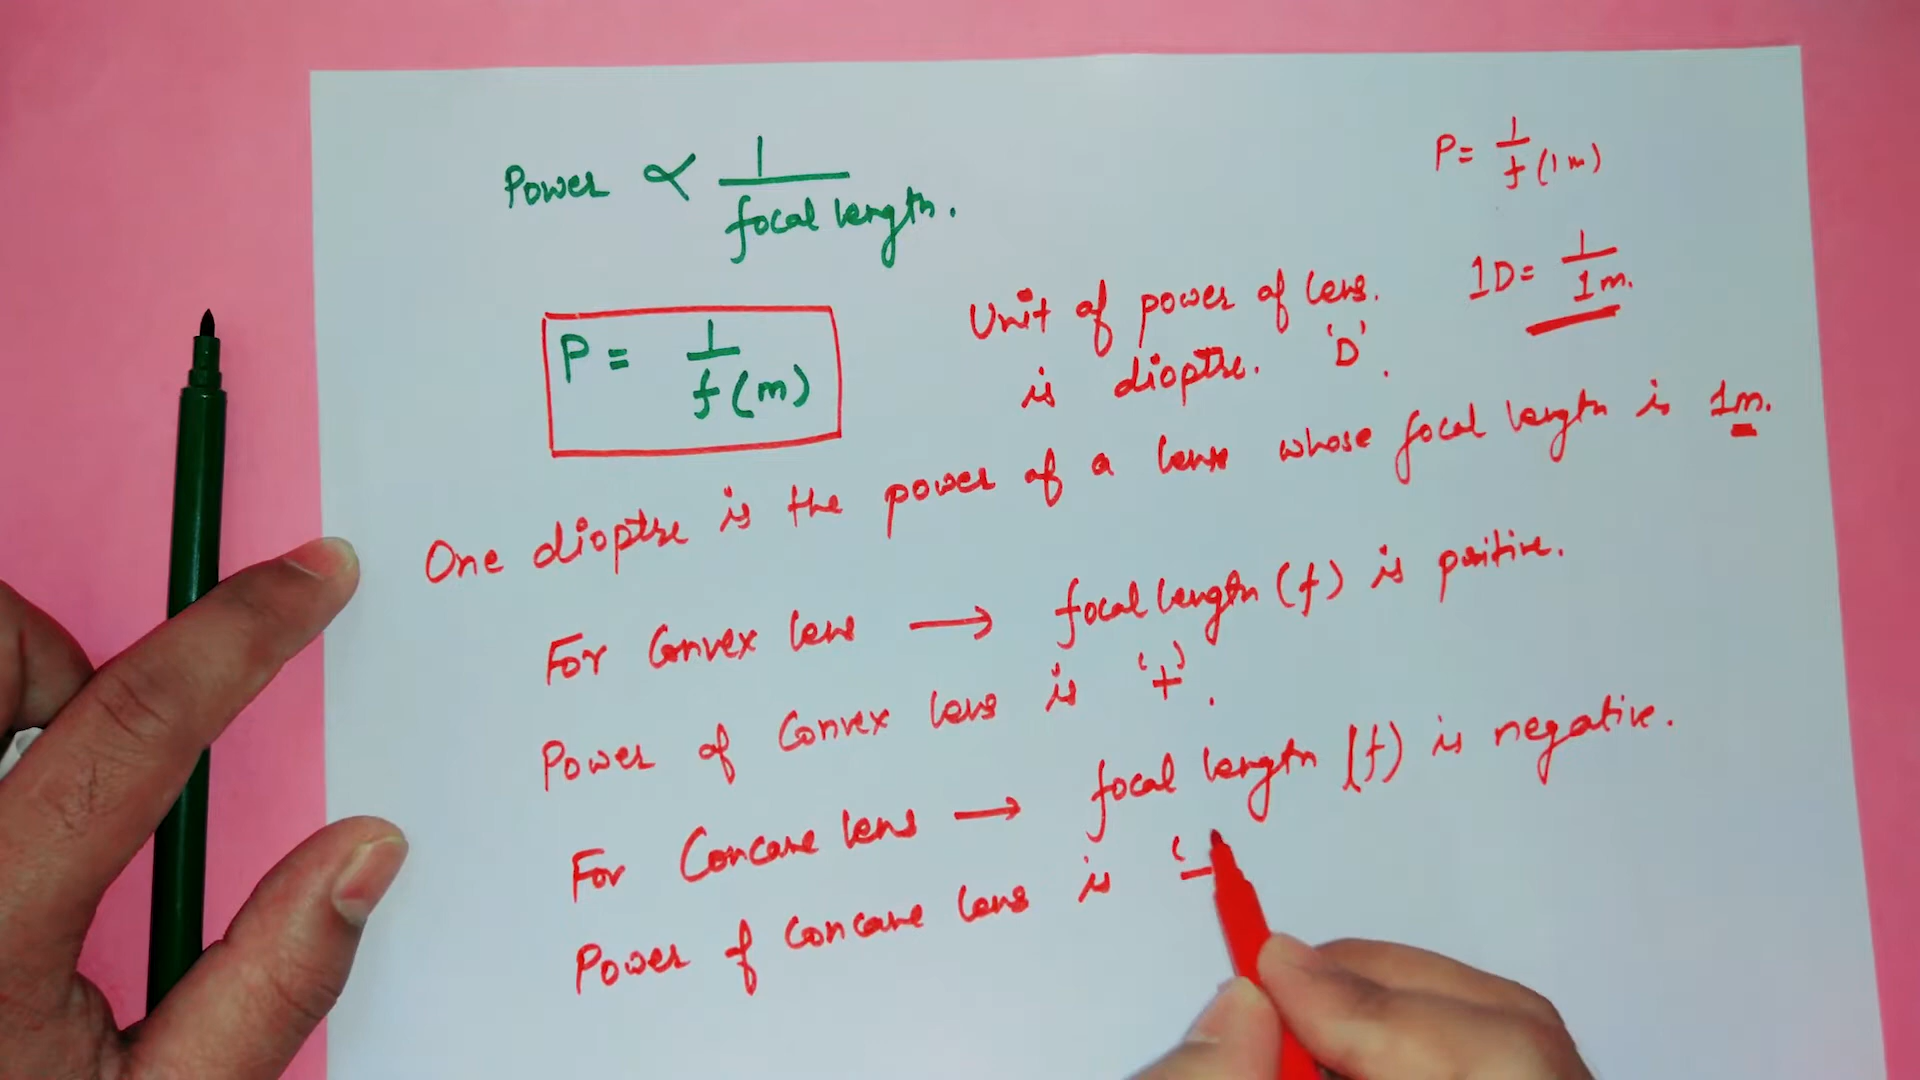 Power ∝ 1 / focal length.
P = 1 / f (1 m)
1D = 1 / 1m.
P = 1 / f (m)
Unit of power of lens.
is dioptre. 'D'.
One dioptre is the power of a lens whose focal length is 1m.
For Convex lens → focal length (f) is positive.
Power of Convex lens is '+'.
For Concave lens → focal length (f) is negative.
Power of concave lens is '–